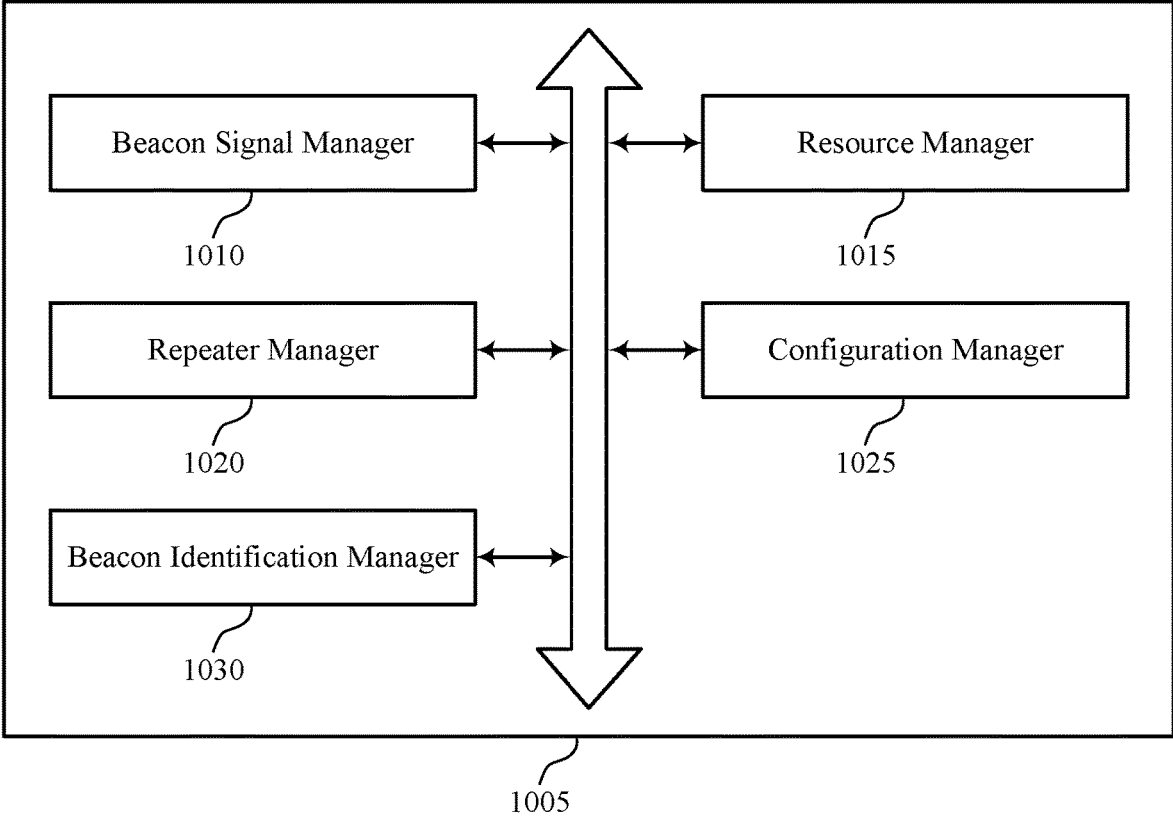 Beacon Signal Manager
1010
Resource Manager
1015
Repeater Manager
1020
Configuration Manager
1025
Beacon Identification Manager
1030
1005